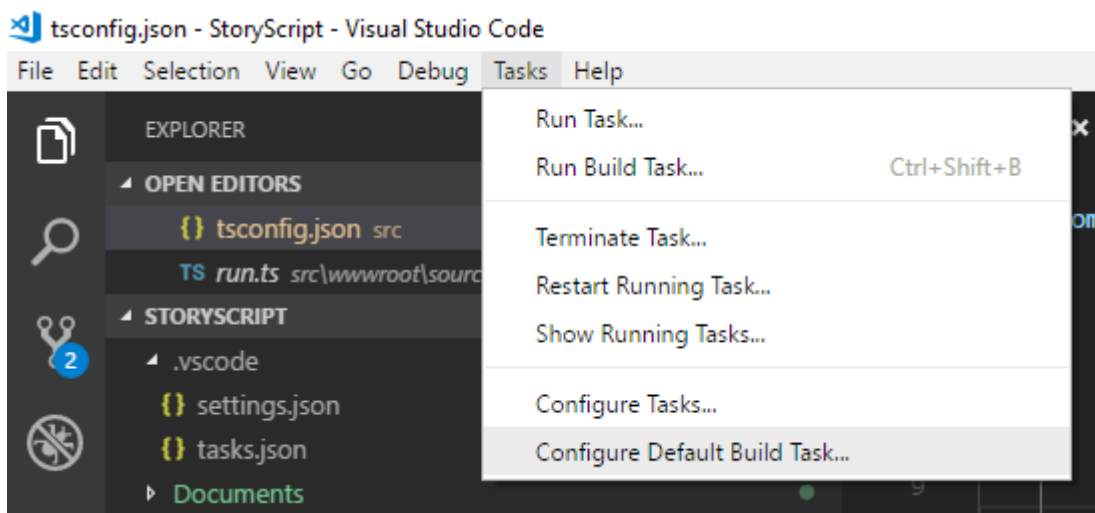 tsconfig.json - StoryScript - Visual Studio Code
File Edit Selection View Go Debug Tasks Help
EXPLORER
OPEN EDITORS
{} tsconfig.json src
TS run.ts src\wwwroot\sourc
STORYSCRIPT
.vscode
{} settings.json
{} tasks.json
Documents
2
Run Task...
Run Build Task... Ctrl+Shift+B
Terminate Task...
Restart Running Task...
Show Running Tasks...
Configure Tasks...
Configure Default Build Task...
om
9